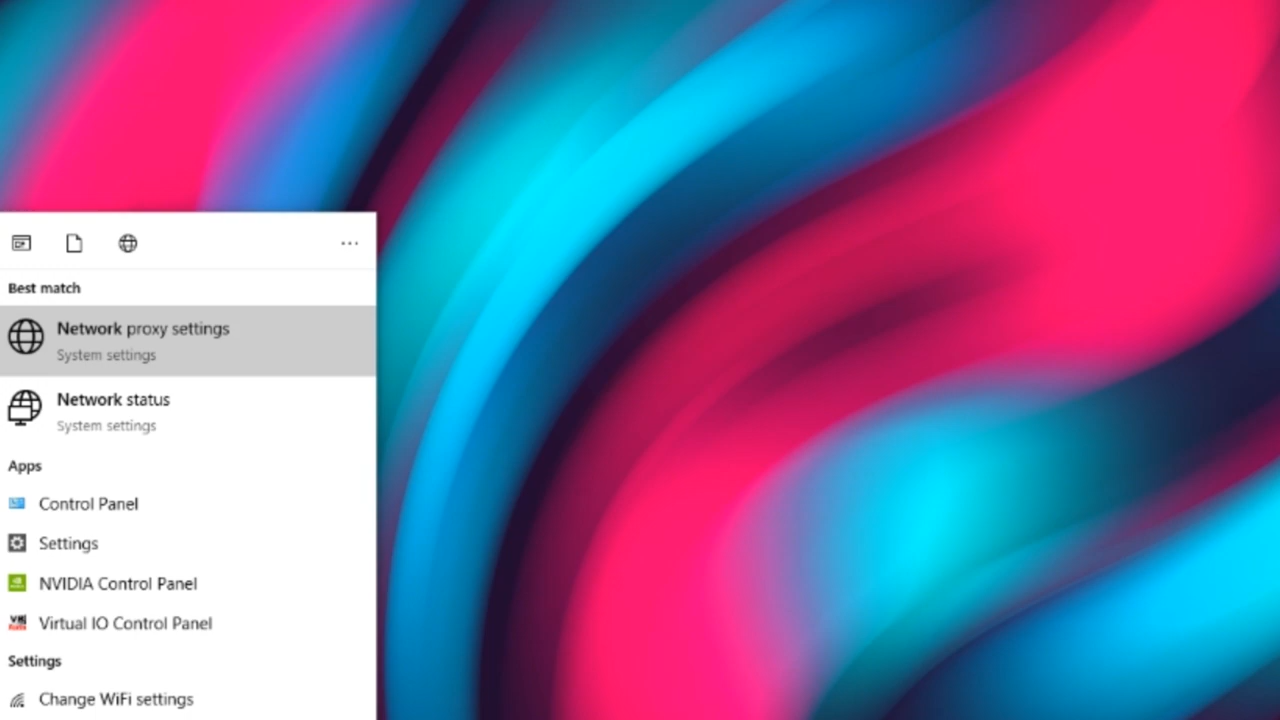 Best match
Network proxy settings
System settings
Network status
System settings
Apps
Control Panel
Settings
NVIDIA Control Panel
Virtual IO Control Panel
Settings
Change WiFi settings